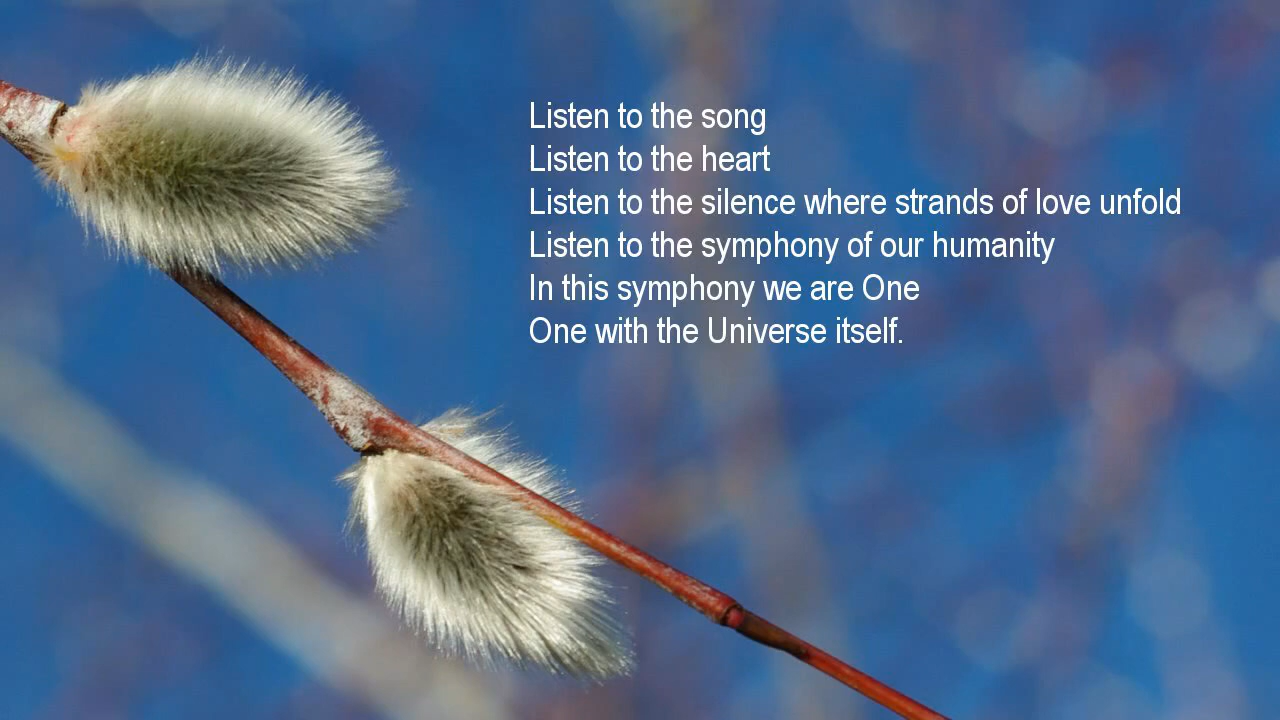 Listen to the song
Listen to the heart
Listen to the silence where strands of love unfold
Listen to the symphony of our humanity
In this symphony we are One
One with the Universe itself.